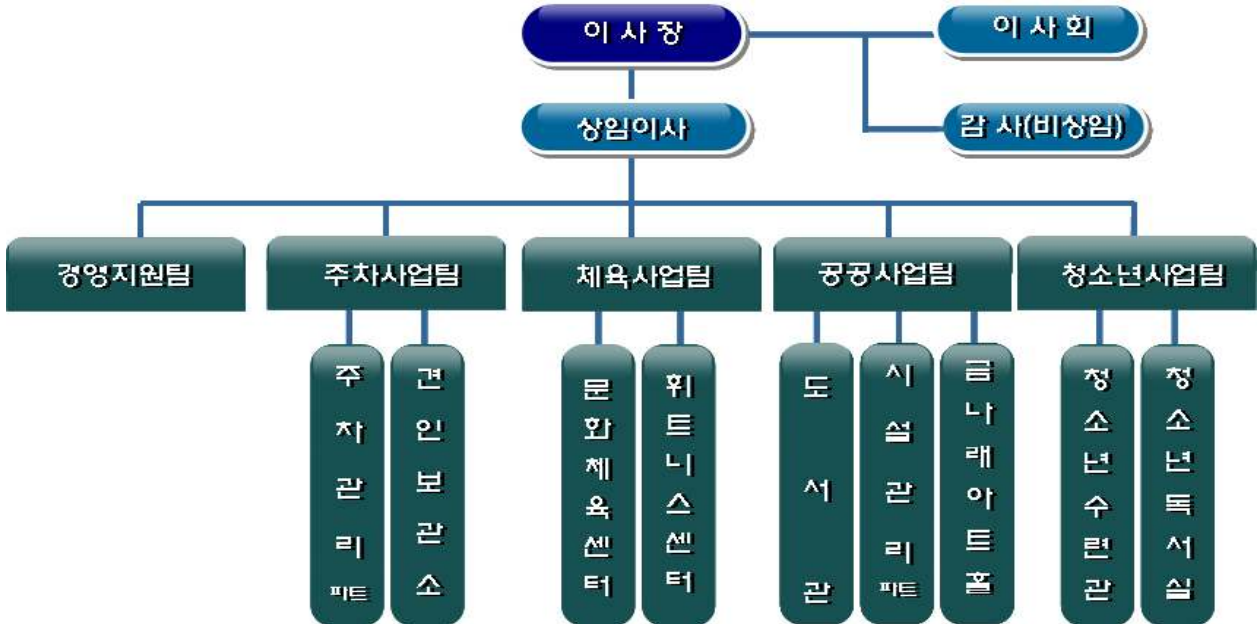 이 사 장
이 사 회
상임이사
감 사(비상임)
경영지원팀
주차사업팀
체육사업팀
공공사업팀
청소년사업팀
주차관리파트
견인보관소
문화체육센터
휘트니스센터
도서관
시설관리파트
금나래아트홀
청소년수련관
청소년독서실